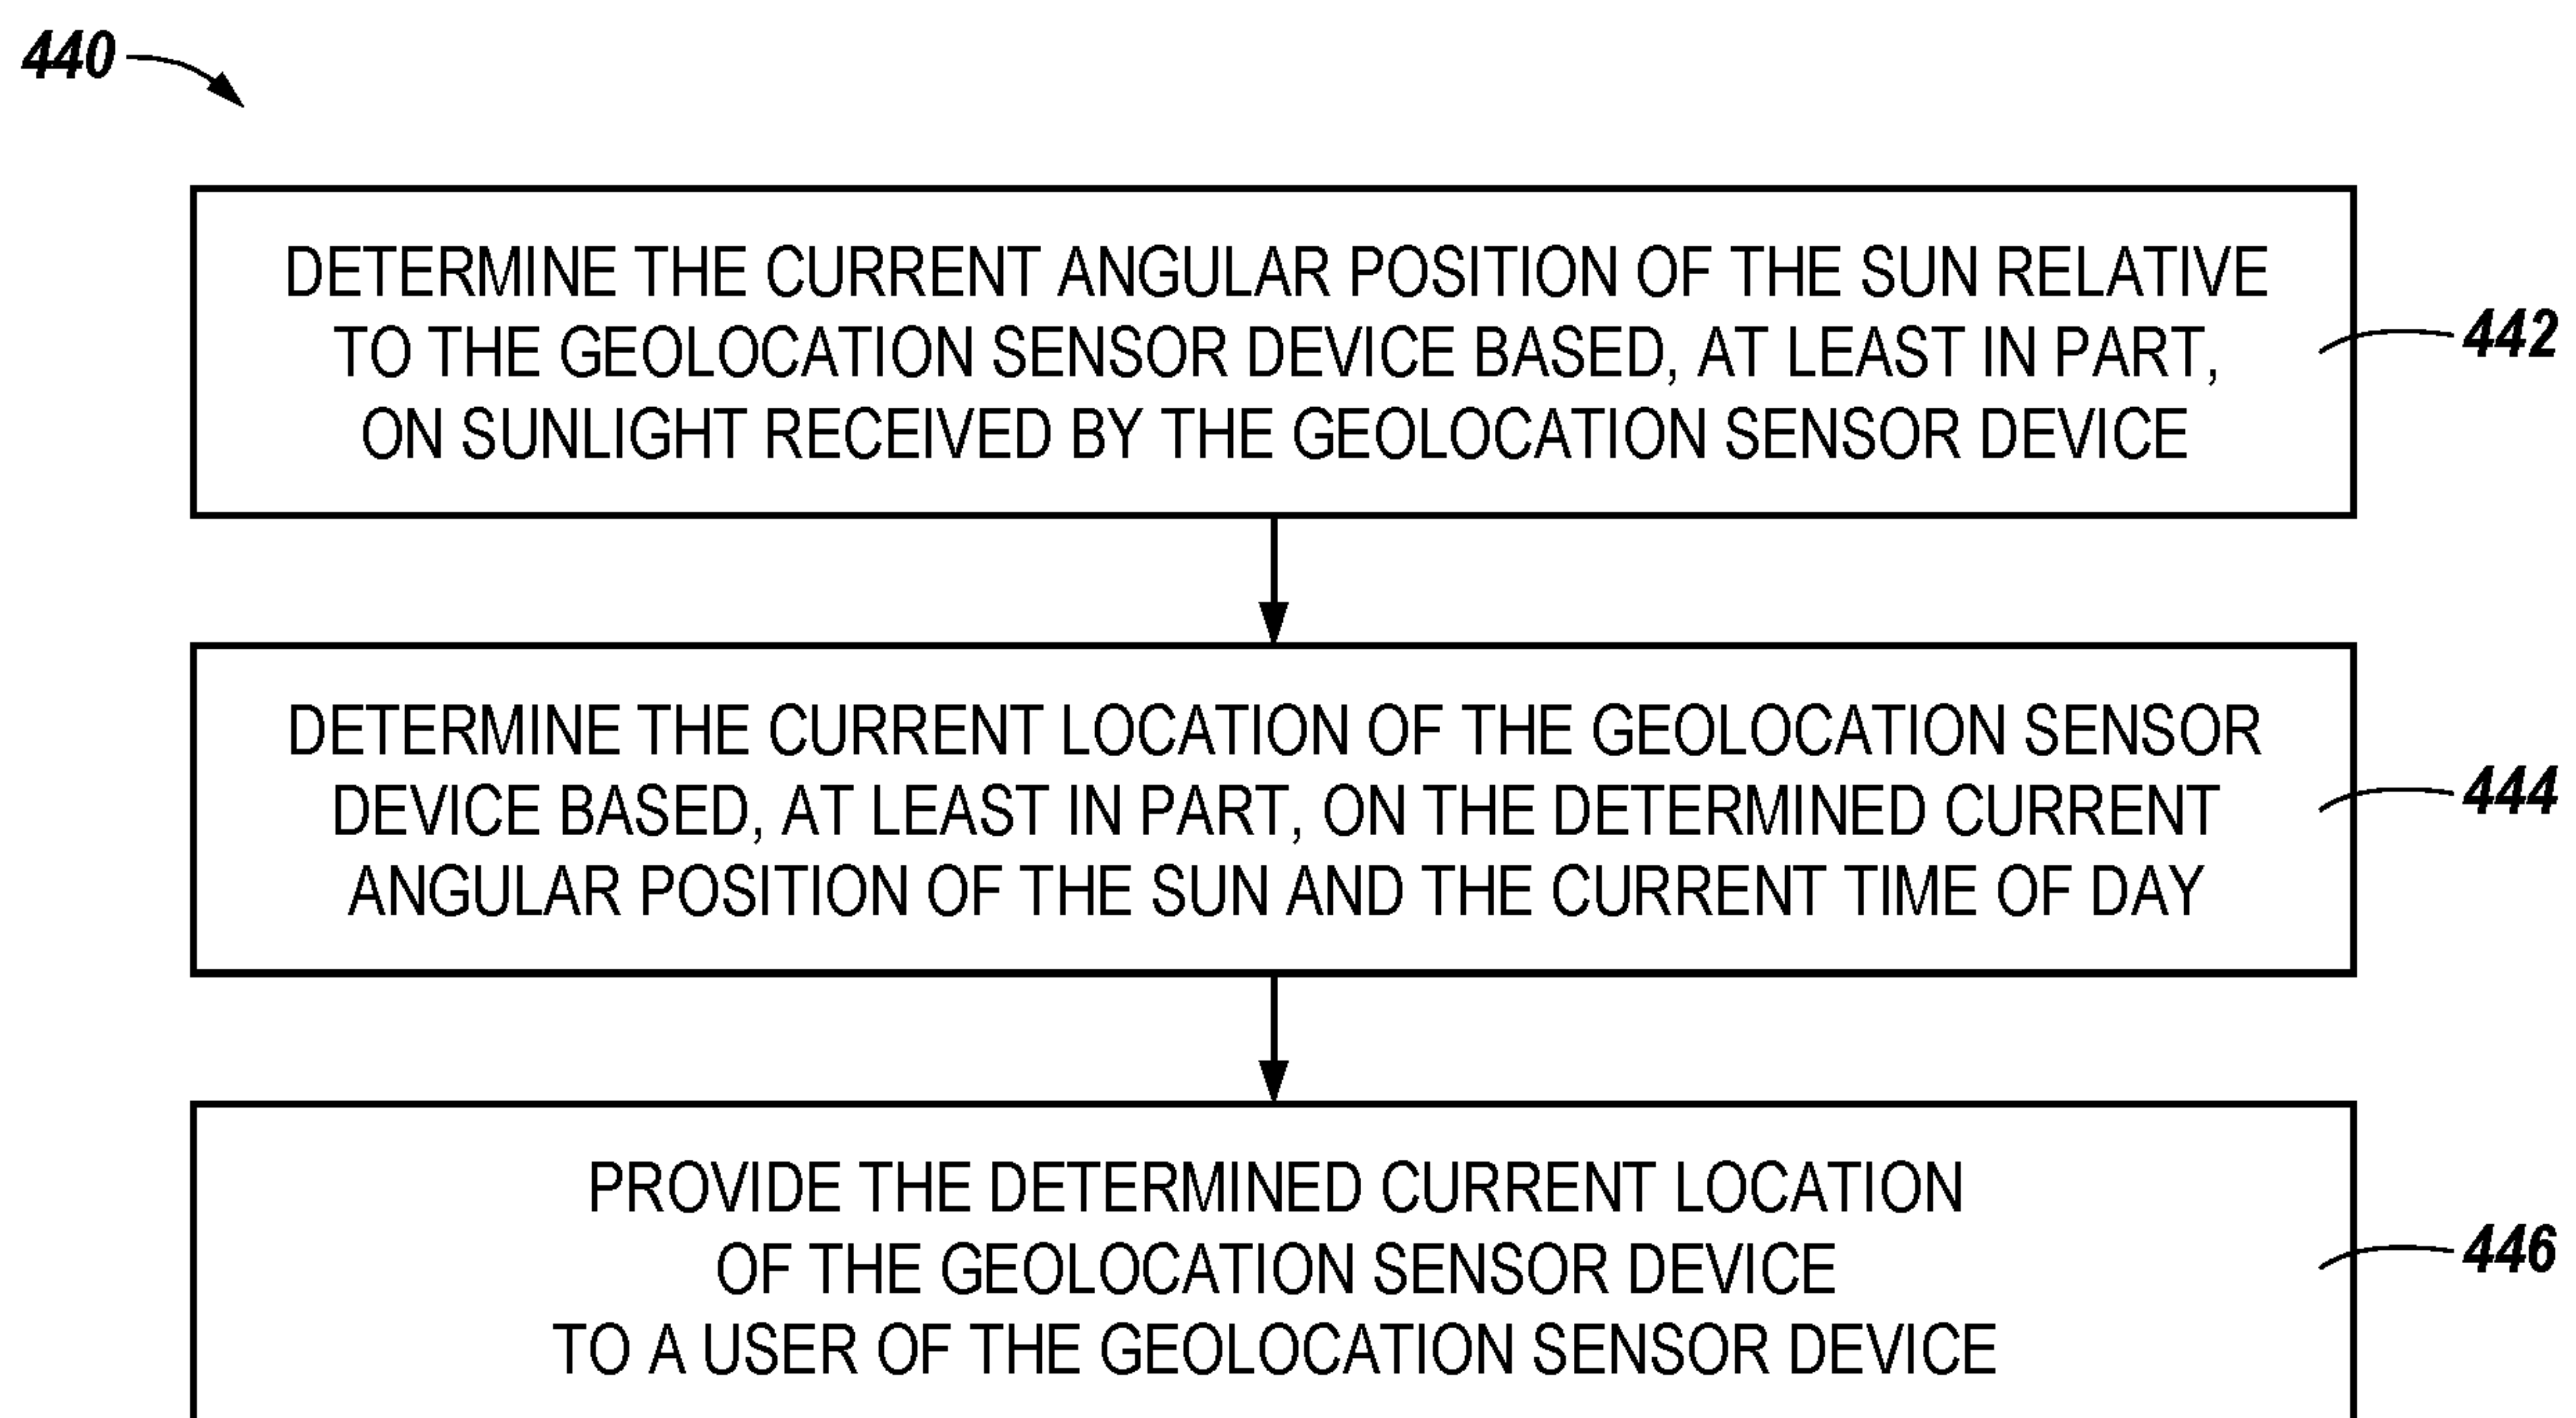 440
DETERMINE THE CURRENT ANGULAR POSITION OF THE SUN RELATIVE
TO THE GEOLOCATION SENSOR DEVICE BASED, AT LEAST IN PART,
ON SUNLIGHT RECEIVED BY THE GEOLOCATION SENSOR DEVICE
442
DETERMINE THE CURRENT LOCATION OF THE GEOLOCATION SENSOR
DEVICE BASED, AT LEAST IN PART, ON THE DETERMINED CURRENT
ANGULAR POSITION OF THE SUN AND THE CURRENT TIME OF DAY
444
PROVIDE THE DETERMINED CURRENT LOCATION
OF THE GEOLOCATION SENSOR DEVICE
TO A USER OF THE GEOLOCATION SENSOR DEVICE
446